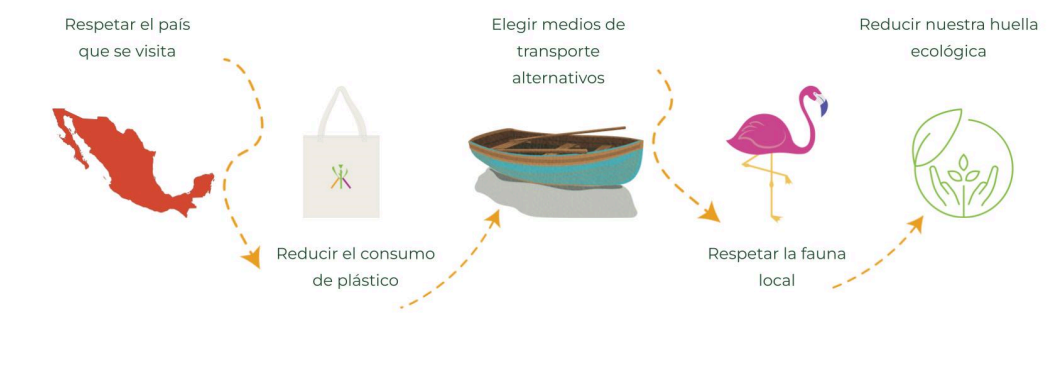 Respetar el país
que se visita
Reducir el consumo
de plástico
Elegir medios de
transporte
alternativos
Respetar la fauna
local
Reducir nuestra huella
ecológica